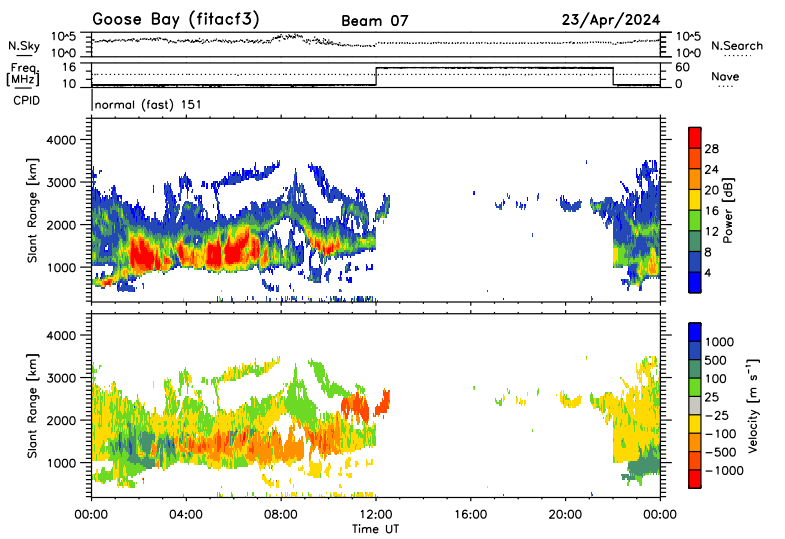 Goose Bay (fitacf3) Beam 07 23/Apr/2024
N.Sky 10^5 10^0 10^5 10^0 N.Search
Freq. [MHz] 16 10 60 0 Nave
CPID normal (fast) 151
4000
3000
2000
1000
Slant Range [km]
28
24
20
16
12
8
4
Power [dB]
4000
3000
2000
1000
Slant Range [km]
1000
500
100
25
−25
−100
−500
−1000
Velocity [m s⁻¹]
00:00 04:00 08:00 12:00 16:00 20:00 00:00
Time UT